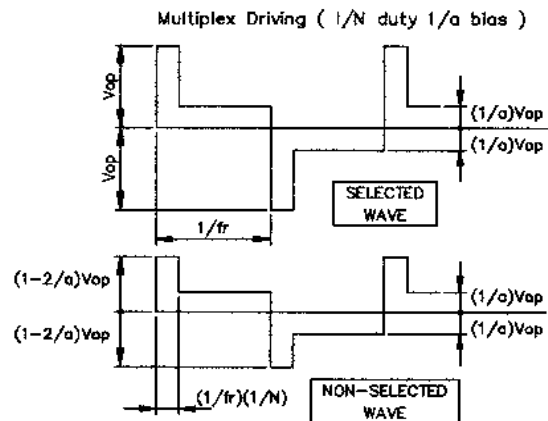 Multiplex Driving ( 1/N duty 1/a bias )
Vop
Vop
(1/a)Vop
(1/a)Vop
SELECTED
WAVE
1/fr
(1-2/a)Vop
(1-2/a)Vop
(1/a)Vop
(1/a)Vop
(1/fr)(1/N)
NON-SELECTED
WAVE